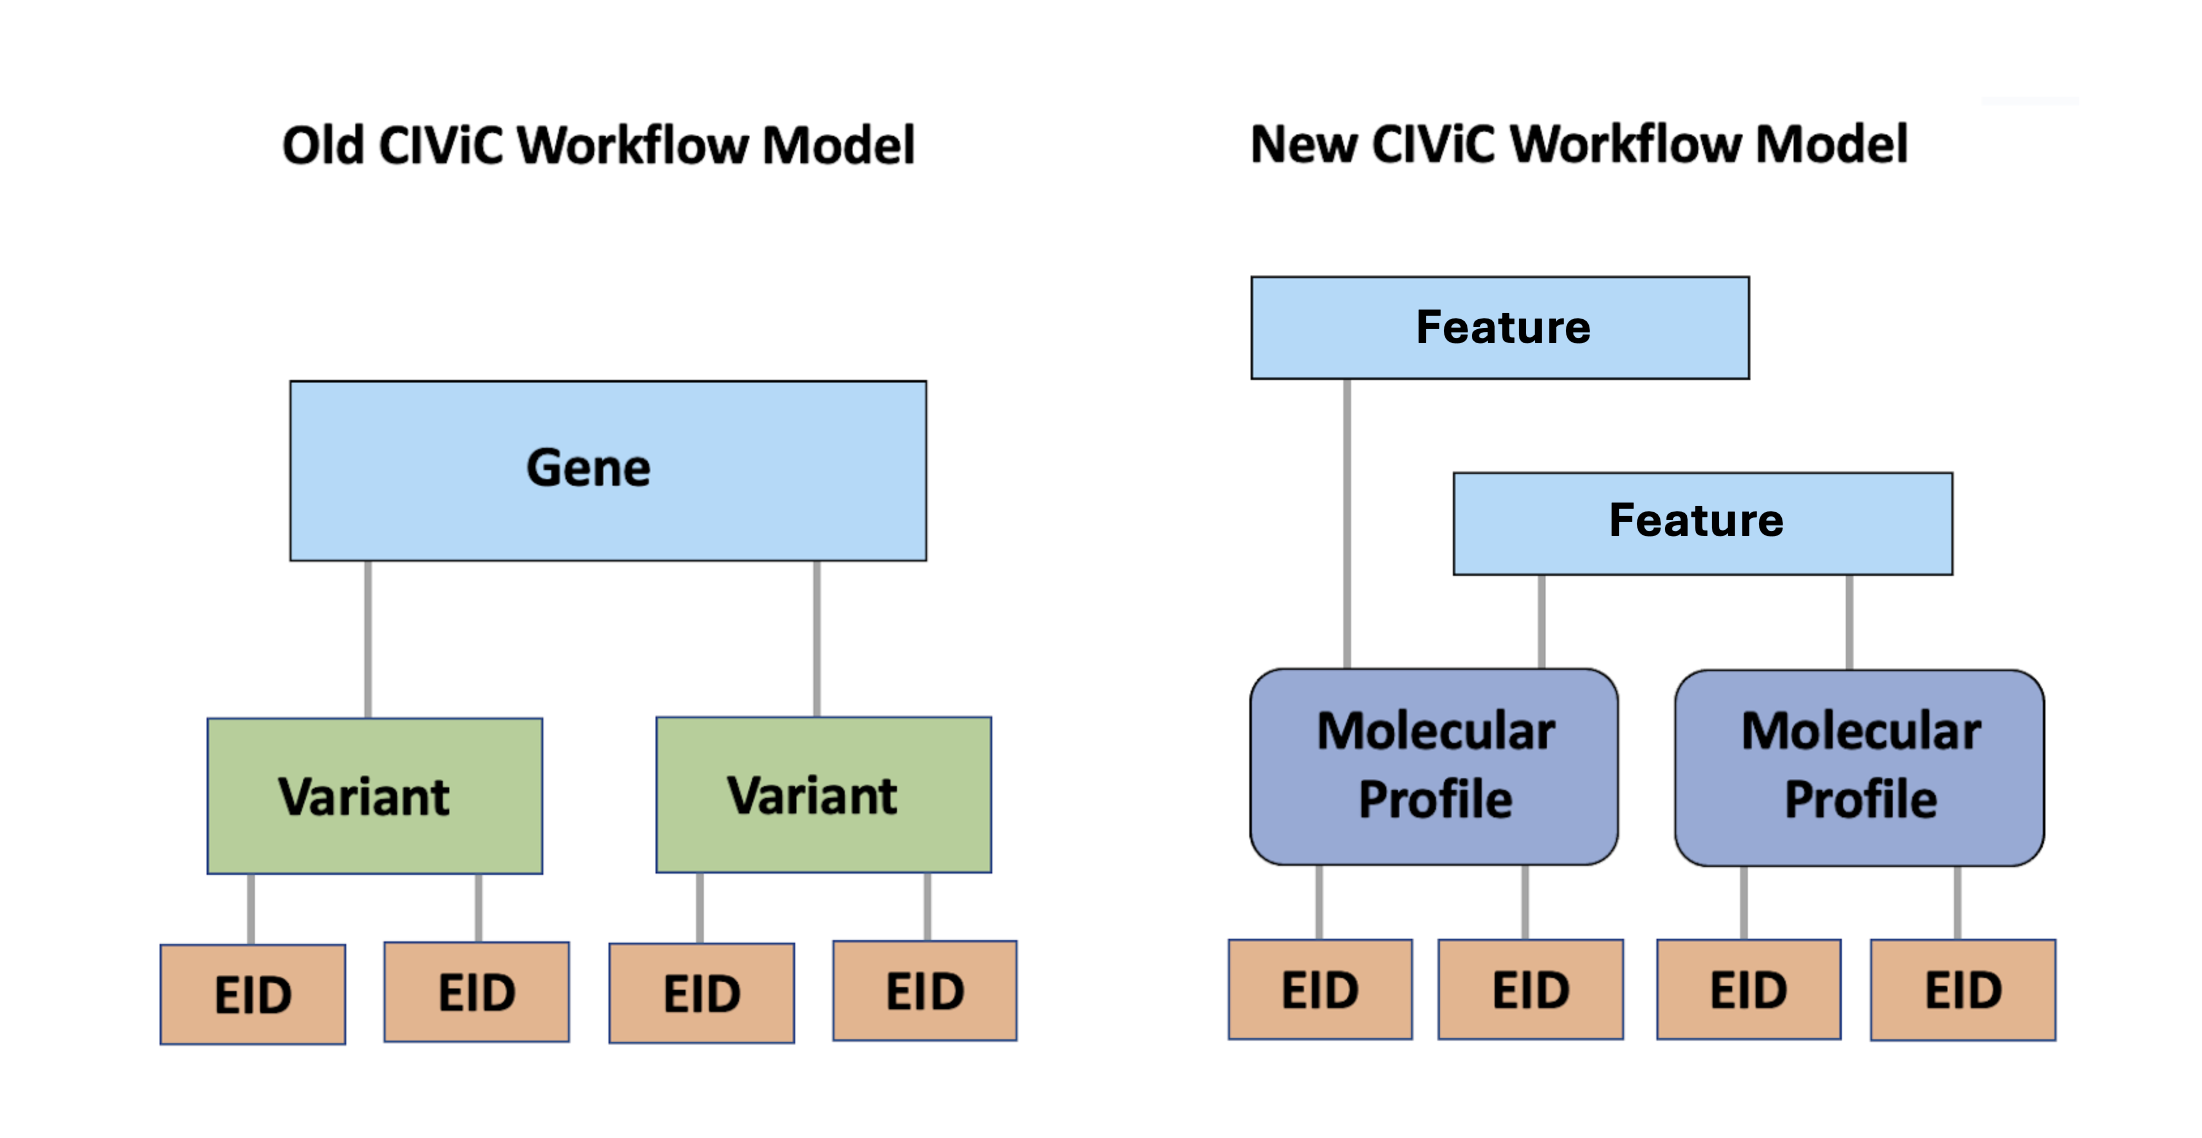 Old CIViC Workflow Model
Gene
Variant
Variant
EID
EID
EID
EID
New CIViC Workflow Model
Feature
Feature
Molecular
Profile
Molecular
Profile
EID
EID
EID
EID